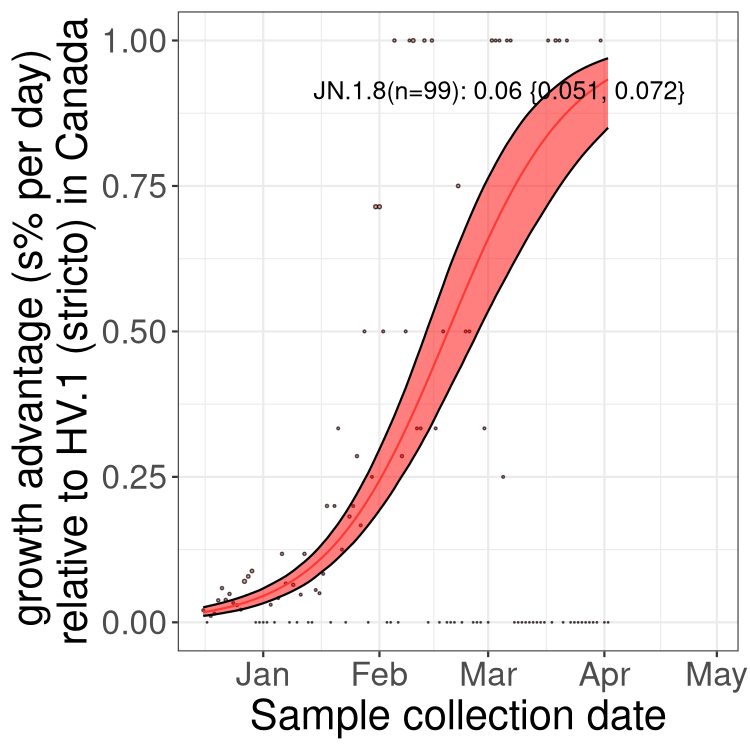 growth advantage (s% per day)
relative to HV.1 (stricto) in Canada
1.00
0.75
0.50
0.25
0.00
JN.1.8(n=99): 0.06 {0.051, 0.072}
Jan Feb Mar Apr May
Sample collection date